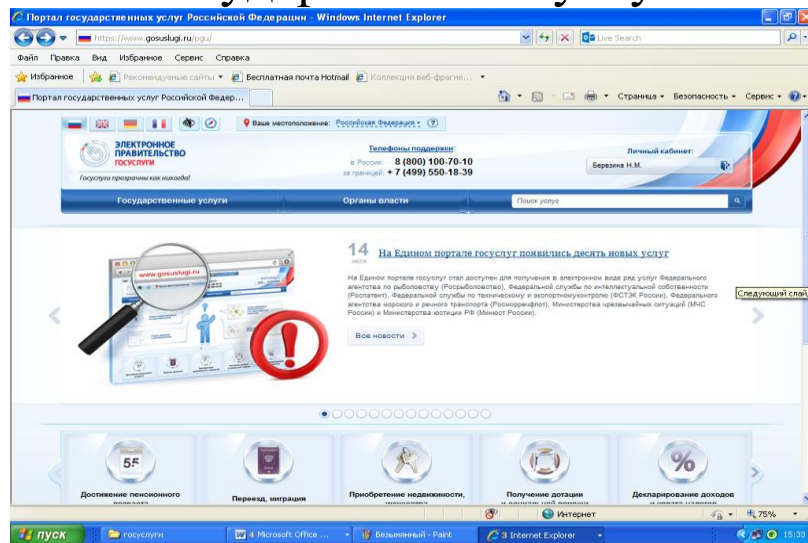 Портал государственных услуг Российской Федерации - Windows Internet Explorer
https://www.gosuslugi.ru/pgu/
Live Search
Файл Правка Вид Избранное Сервис Справка
Избранное Рекомендуемые сайты Бесплатная почта Hotmail Коллекция веб-фрагме...
Портал государственных услуг Российской Федер...
Страница Безопасность Сервис
Ваше местоположение: Российская Федерация ?
ЭЛЕКТРОННОЕ
ПРАВИТЕЛЬСТВО
ГОСУСЛУГИ
Госуслуги прозрачны как никогда!
Телефоны поддержки:
в России: 8 (800) 100-70-10
за границей: + 7 (499) 550-18-39
Личный кабинет:
Березина Н.М.
Государственные услуги Органы власти Поиск услуг
www.gosuslugi.ru
14
июля
На Едином портале госуслуг появились десять новых услуг
На Едином портале госуслуг стал доступен для получения в электронном виде ряд услуг Федерального
агентства по рыболовству (Росрыболовство), Федеральной службы по интеллектуальной собственности
(Роспатент), Федеральной службы по техническому и экспортномуконтролю (ФСТЭК России), Федерального
агентства морского и речного транспорта (Росморречфлот), Министерства чрезвычайных ситуаций (МЧС
России) и Министерства юстиции РФ (Минюст России).
Следующий слайд
Все новости
55
%
Достижение пенсионного
возраста
Переезд, миграция
Приобретение недвижимости,
имущества
Получение дотации
и социальной помощи
Декларирование доходов
и уплата налогов
Интернет
75%
пуск
госуслуги
4 Microsoft Office ...
Безымянный - Paint
3 Internet Explorer
15:33